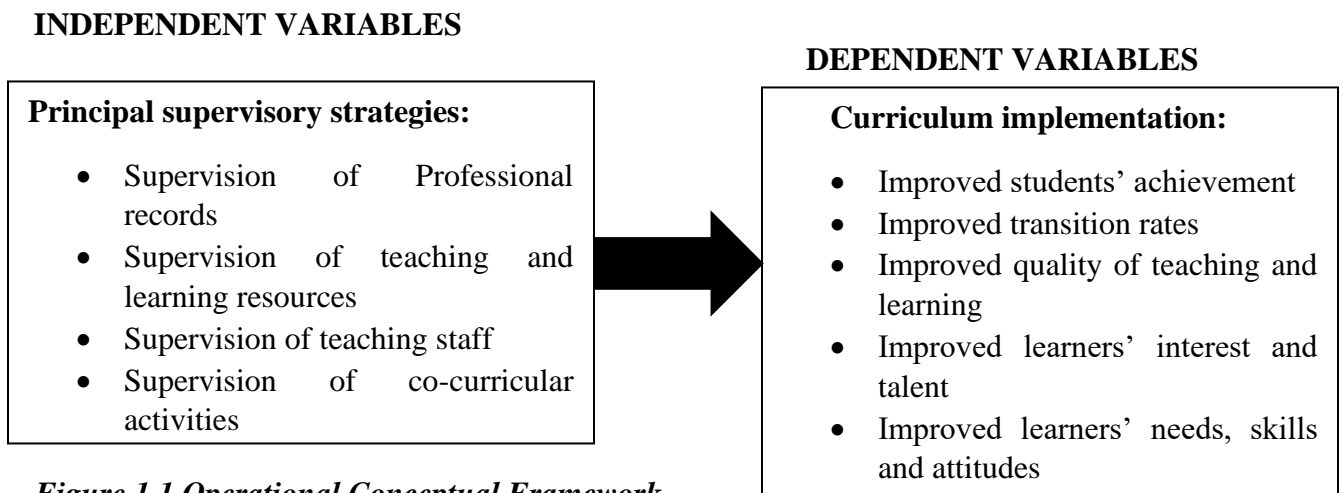 INDEPENDENT VARIABLES
Principal supervisory strategies:
• Supervision of Professional
records
• Supervision of teaching and
learning resources
• Supervision of teaching staff
• Supervision of co-curricular
activities
DEPENDENT VARIABLES
Curriculum implementation:
• Improved students’ achievement
• Improved transition rates
• Improved quality of teaching and
learning
• Improved learners’ interest and
talent
• Improved learners’ needs, skills
and attitudes
Figure 1.1 Operational Conceptual Framework